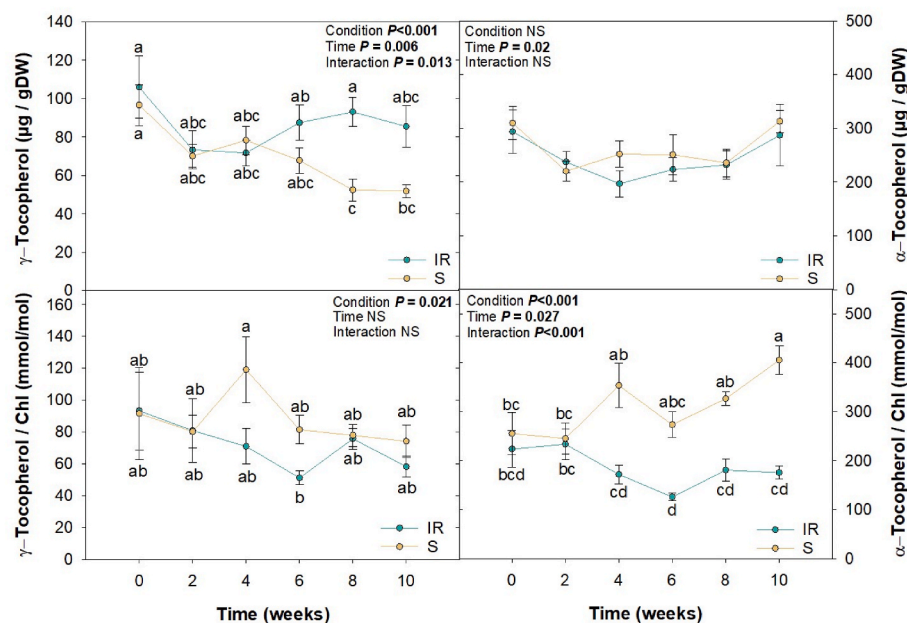 γ–Tocopherol (µg / gDW)
140
120
100
80
60
40
20
0
Condition P<0.001
Time P = 0.006
Interaction P = 0.013
a
a
abc
abc
abc
abc
ab
abc
a
c
abc
bc
IR
S
Condition NS
Time P = 0.02
Interaction NS
IR
S
500
400
300
200
100
0
α–Tocopherol (µg / gDW)
γ–Tocopherol / Chl (mmol/mol)
160
140
120
100
80
60
40
20
0
Condition P = 0.021
Time NS
Interaction NS
ab
ab
ab
ab
a
ab
ab
b
ab
ab
ab
ab
IR
S
0 2 4 6 8 10
Time (weeks)
Condition P<0.001
Time P = 0.027
Interaction P<0.001
bc
bcd
bc
bc
ab
cd
abc
d
ab
cd
a
cd
IR
S
0 2 4 6 8 10
Time (weeks)
500
400
300
200
100
0
α–Tocopherol / Chl (mmol/mol)